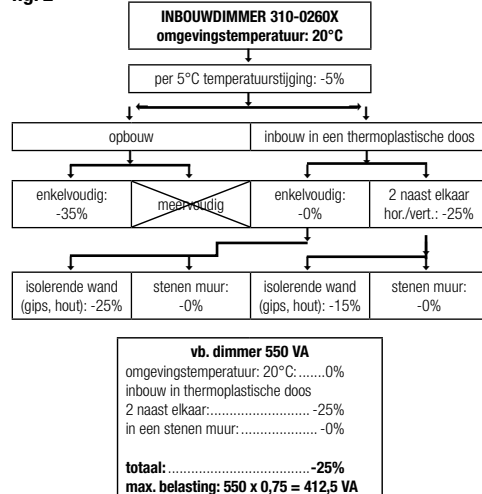 INBOUWDIMMER 310-0260X
omgevingstemperatuur: 20°C
per 5°C temperatuurstijging: -5%
opbouw
inbouw in een thermoplastische doos
enkelvoudig:
-35%
meervoudig
enkelvoudig:
-0%
2 naast elkaar
hor./vert.: -25%
isolerende wand
(gips, hout): -25%
stenen muur:
-0%
isolerende wand
(gips, hout): -15%
stenen muur:
-0%
vb. dimmer 550 VA
omgevingstemperatuur: 20°C:.......0%
inbouw in thermoplastische doos
2 naast elkaar:.......................... -25%
in een stenen muur:.................... -0%
totaal:.....................................-25%
max. belasting: 550 x 0,75 = 412,5 VA